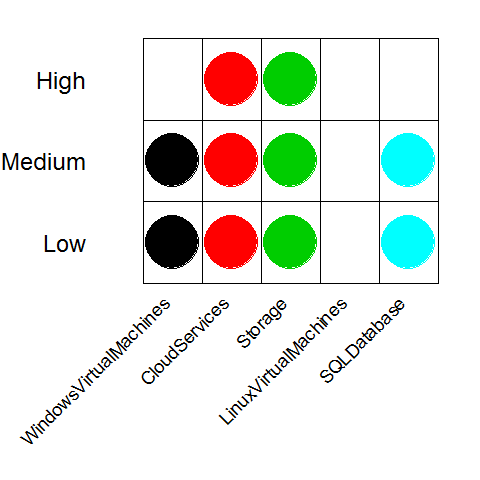 High
Medium
Low
WindowsVirtualMachines
CloudServices
Storage
LinuxVirtualMachines
SQLDatabase